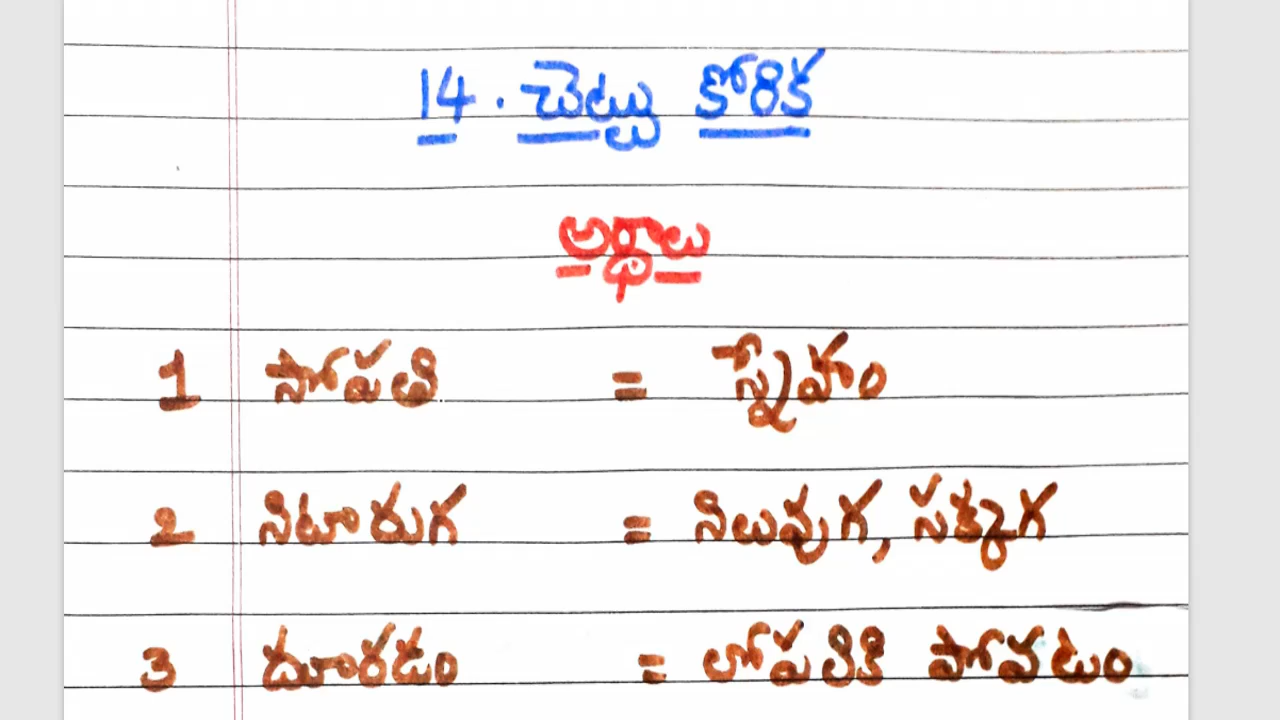 14. చెట్టు కోరిక
అర్థాలు
1 సోపతి = స్నేహం
2 నిటారుగ = నిలువుగ, సక్కగ
3 దూరడం = లోపలికి పోవటం